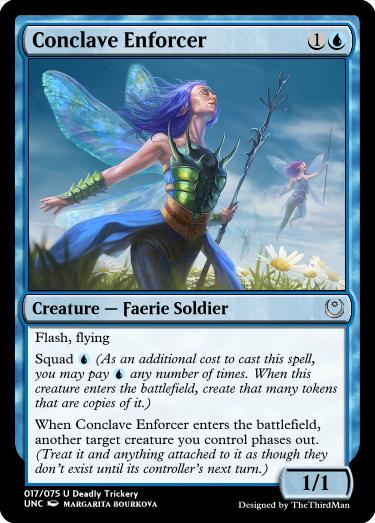 Conclave Enforcer 1
Creature — Faerie Soldier
Flash, flying
Squad (As an additional cost to cast this spell,
you may pay any number of times. When this
creature enters the battlefield, create that many tokens
that are copies of it.)
When Conclave Enforcer enters the battlefield,
another target creature you control phases out.
(Treat it and anything attached to it as though they
don't exist until its controller's next turn.)
1/1
017/075 U Deadly Trickery
UNC MARGARITA BOURKOVA
Designed by TheThirdMan